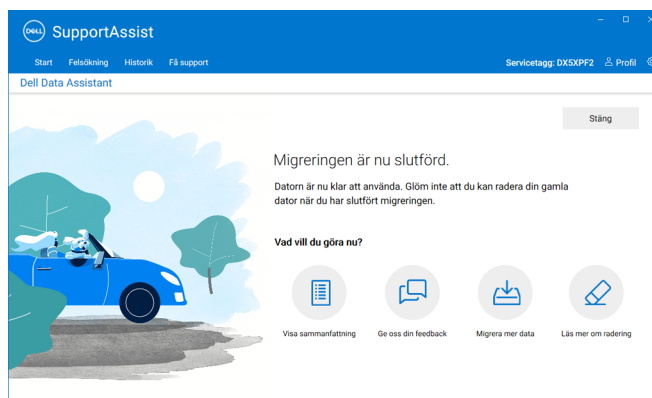 DELL SupportAssist
Start Felsökning Historik Få support Servicetagg: DX5XPF2 Profil
Dell Data Assistant
Stäng
Migreringen är nu slutförd.
Datorn är nu klar att använda. Glöm inte att du kan radera din gamla
dator när du har slutfört migreringen.
Vad vill du göra nu?
Visa sammanfattning Ge oss din feedback Migrera mer data Läs mer om radering